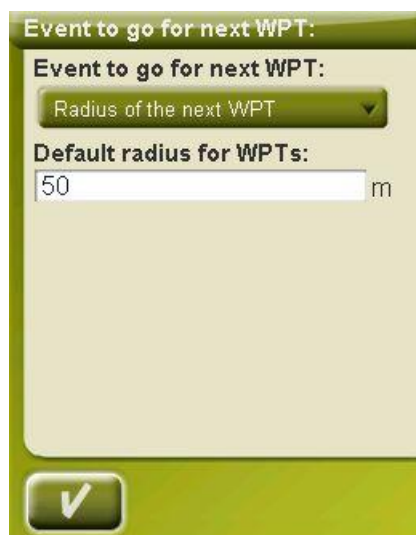 Event to go for next WPT:
Event to go for next WPT:
Radius of the next WPT
Default radius for WPTs:
50 m